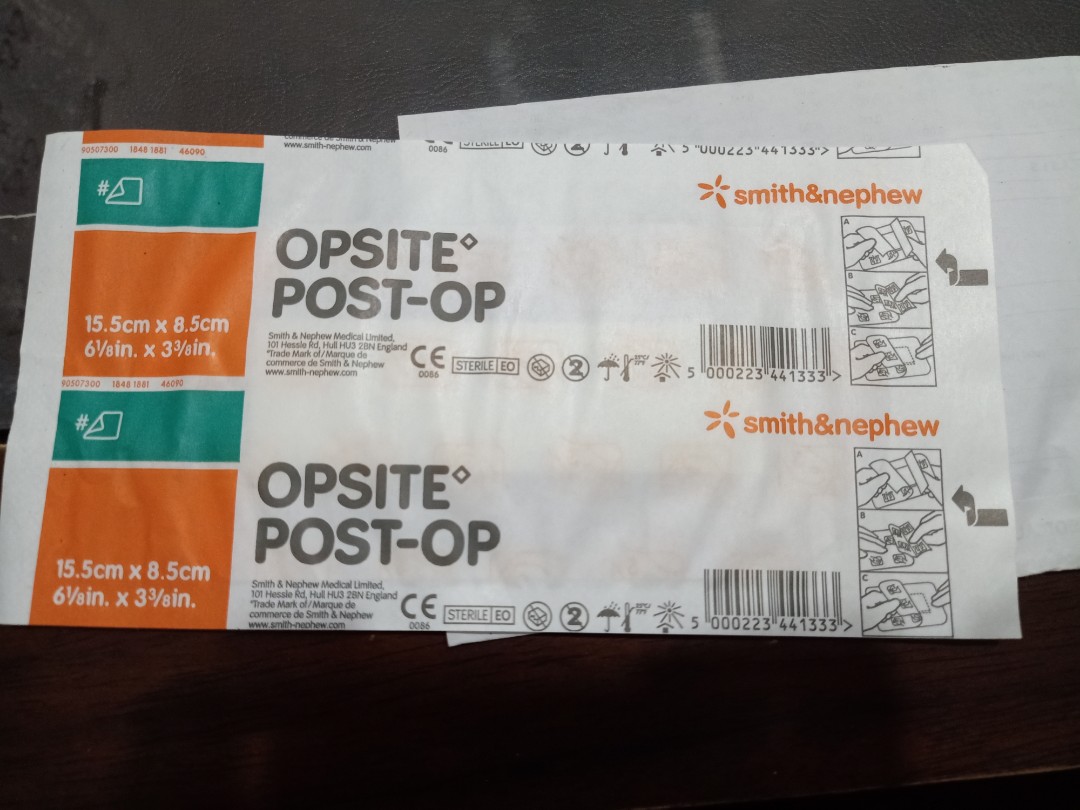 90507300 1848 1881 46090
www.smith-nephew.com
0086
STERILE EO
2
5 000223 441333 >
#
smith&nephew
OPSITE◊
POST-OP
A
B
C
15.5cm x 8.5cm
6⅛in. x 3⅜in.
Smith & Nephew Medical Limited,
101 Hessle Rd, Hull HU3 2BN England
*Trade Mark of/Marque de
commerce de Smith & Nephew
www.smith-nephew.com
CE
0086
STERILE EO
2
5 000223 441333 >
90507300 1848 1881 46090
#
smith&nephew
OPSITE◊
POST-OP
A
B
C
15.5cm x 8.5cm
6⅛in. x 3⅜in.
Smith & Nephew Medical Limited,
101 Hessle Rd, Hull HU3 2BN England
*Trade Mark of/Marque de
commerce de Smith & Nephew
www.smith-nephew.com
CE
0086
STERILE EO
2
5 000223 441333 >